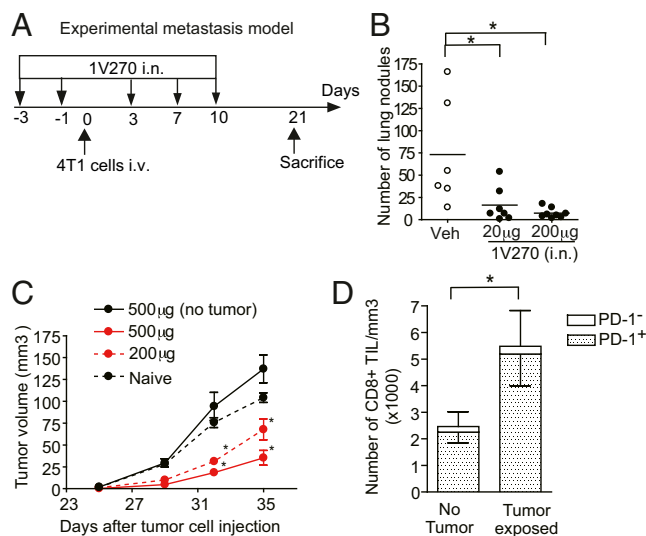 A
Experimental metastasis model
1V270 i.n.
Days
-3 -1 0 3 7 10 21
4T1 cells i.v.
Sacrifice
B
*
*
Number of lung nodules
175
150
125
100
75
50
25
0
Veh 20μg 200μg
1V270 (i.n.)
C
500μg (no tumor)
500μg
200μg
Naive
Tumor volume (mm3)
175
150
125
100
75
50
25
0
* *
* *
23 26 29 32 35
Days after tumor cell injection
D
*
PD-1-
PD-1+
Number of CD8+ TIL/mm3
(x1000)
7
6
5
4
3
2
1
0
No
Tumor
Tumor
exposed